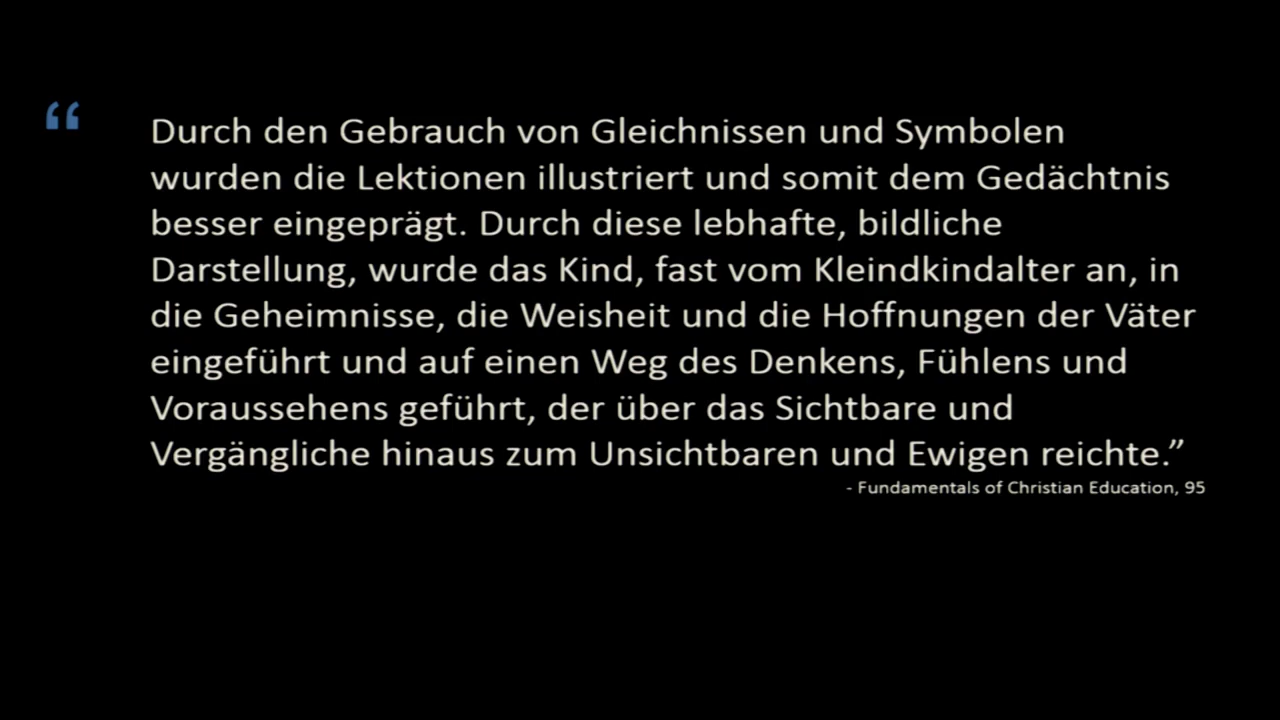 “ Durch den Gebrauch von Gleichnissen und Symbolen
wurden die Lektionen illustriert und somit dem Gedächtnis
besser eingeprägt. Durch diese lebhafte, bildliche
Darstellung, wurde das Kind, fast vom Kleindkindalter an, in
die Geheimnisse, die Weisheit und die Hoffnungen der Väter
eingeführt und auf einen Weg des Denkens, Fühlens und
Voraussehens geführt, der über das Sichtbare und
Vergängliche hinaus zum Unsichtbaren und Ewigen reichte.”
- Fundamentals of Christian Education, 95